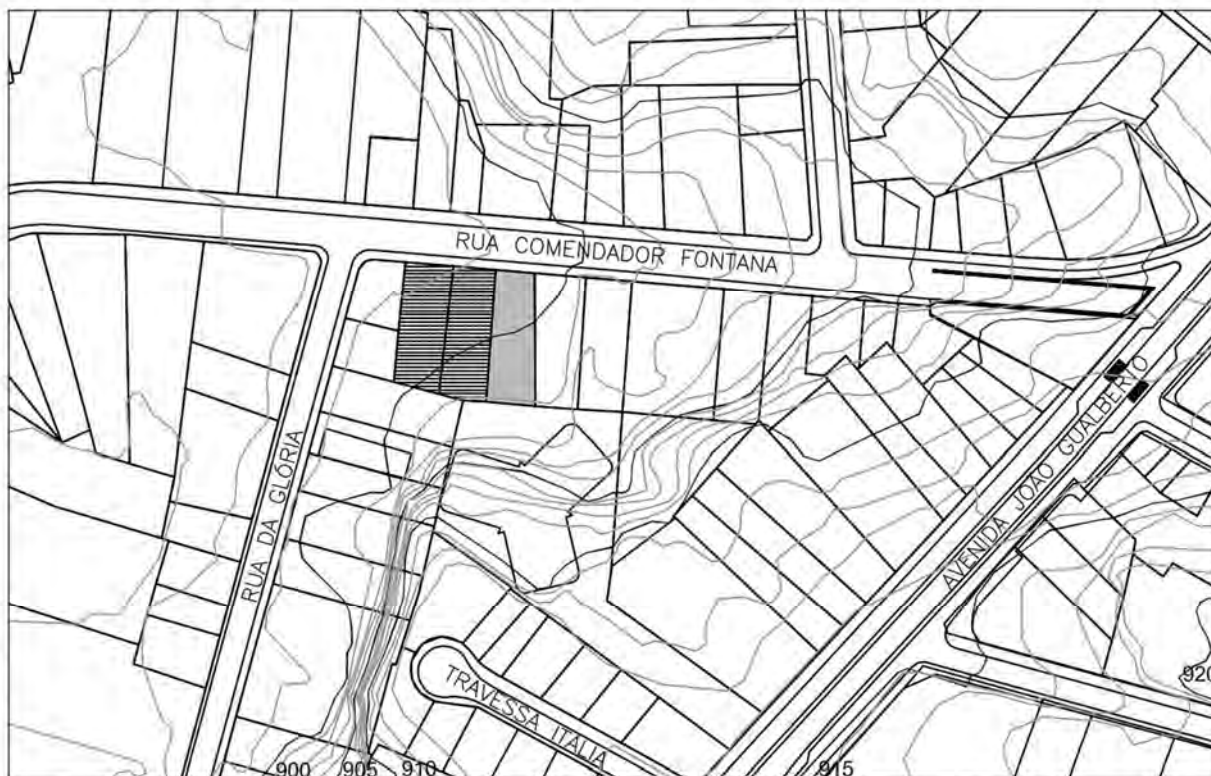 RUA COMENDADOR FONTANA
RUA DA GLÓRIA
AVENIDA JOÃO GUALBERTO
TRAVESSA ITALIA
920
900
905
910
915